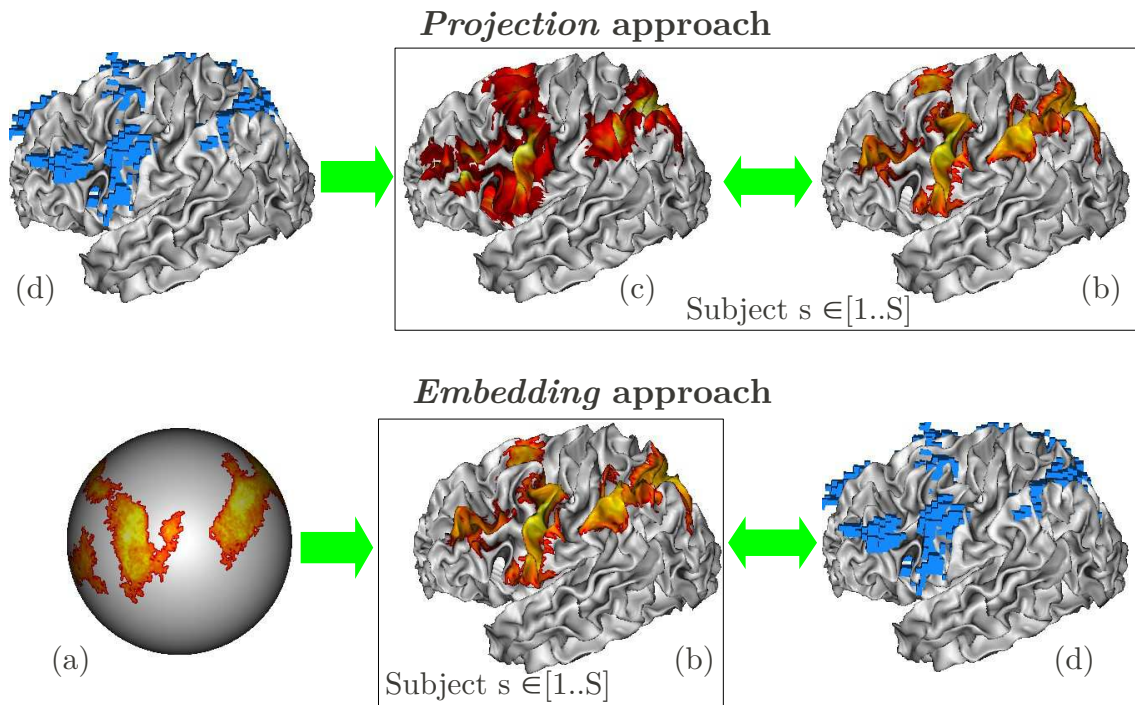 Projection approach
(d)
(c)
(b)
Subject s ∈[1..S]
Embedding approach
(a)
(b)
(d)
Subject s ∈[1..S]